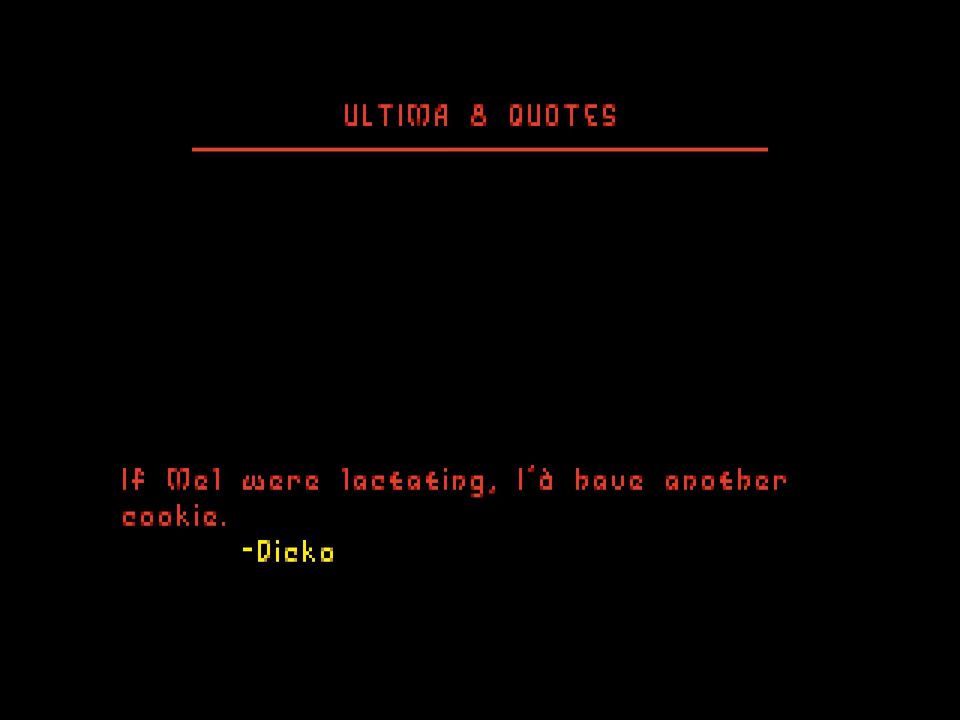 ULTIMA 8 QUOTES
If Mel were lactating, I'd have another
cookie.
-Dicko